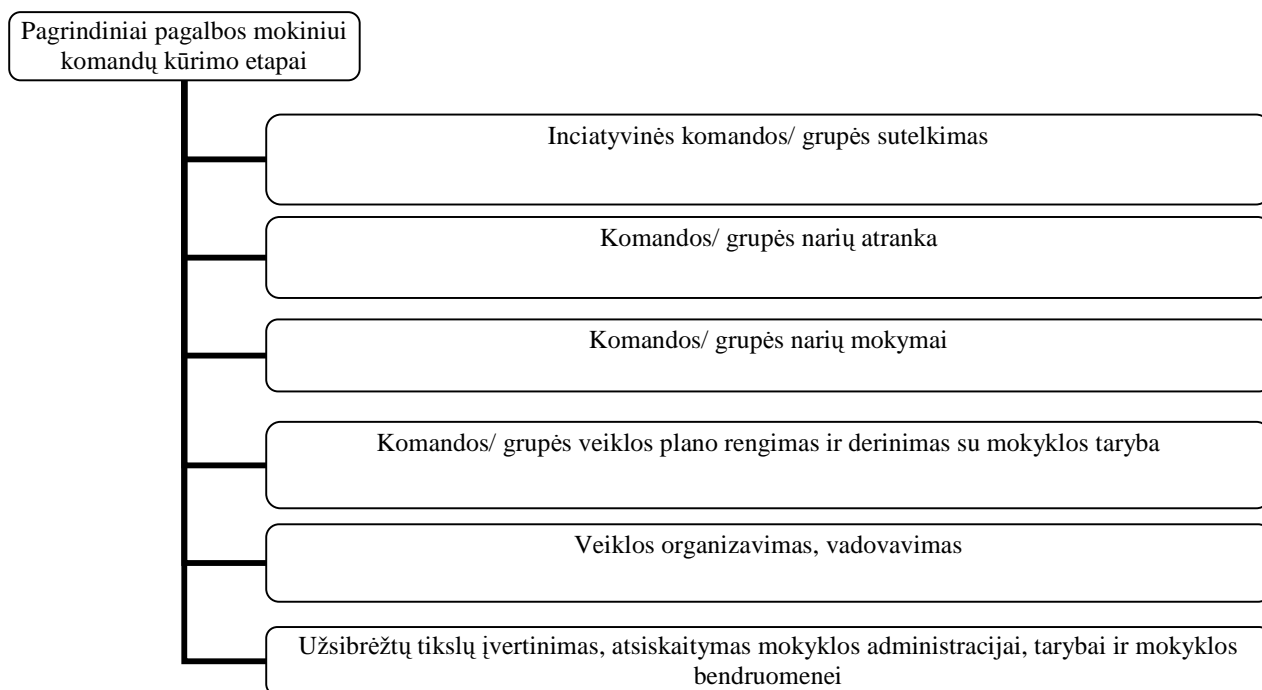 Pagrindiniai pagalbos mokiniui
komandų kūrimo etapai
Inciatyvinės komandos/ grupės sutelkimas
Komandos/ grupės narių atranka
Komandos/ grupės narių mokymai
Komandos/ grupės veiklos plano rengimas ir derinimas su mokyklos taryba
Veiklos organizavimas, vadovavimas
Užsibrėžtų tikslų įvertinimas, atsiskaitymas mokyklos administracijai, tarybai ir mokyklos
bendruomenei